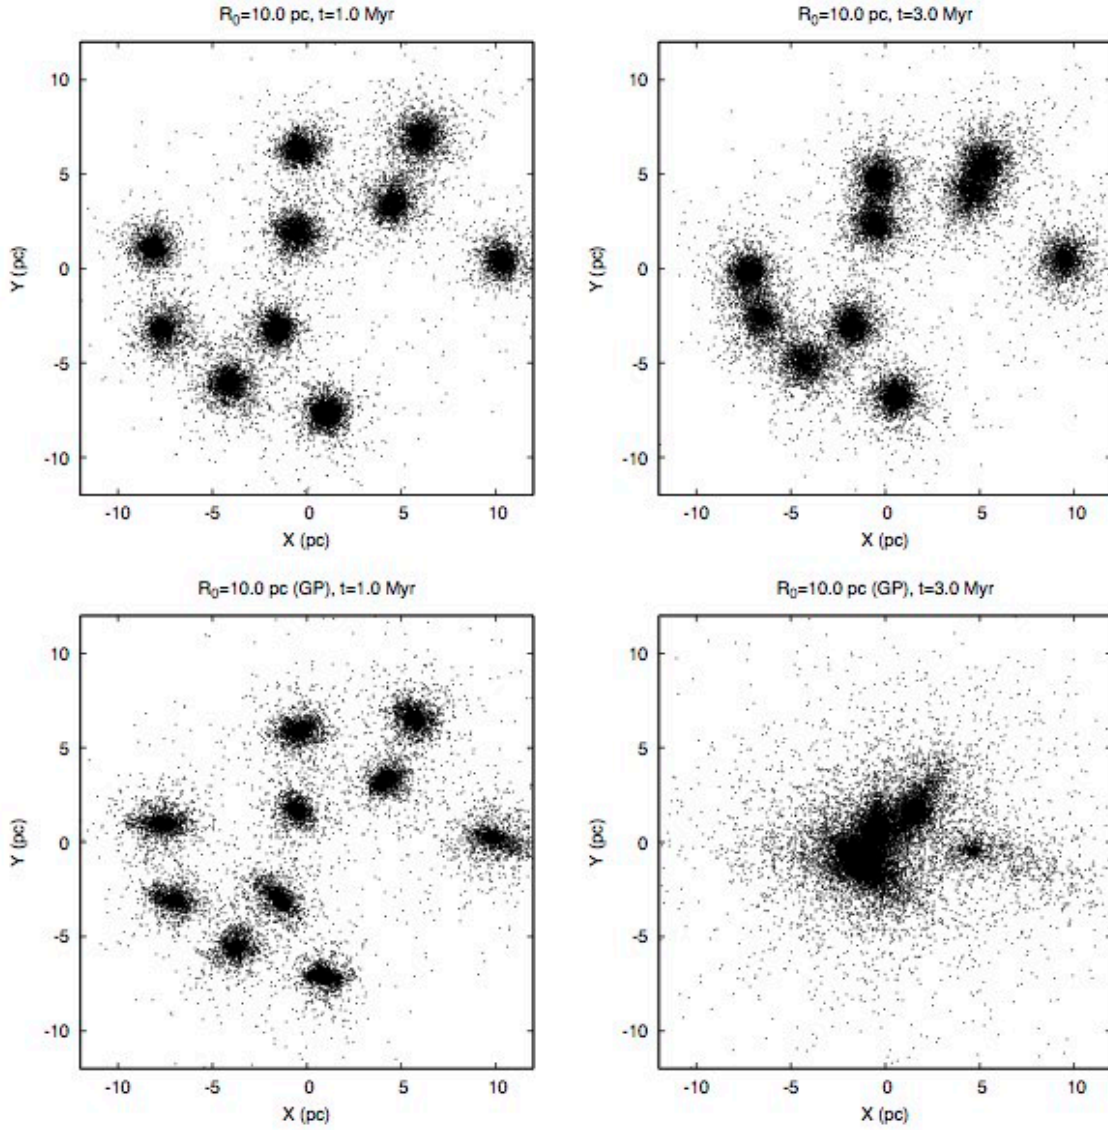 R₀=10.0 pc, t=1.0 Myr
10
5
0
-5
-10
Y (pc)
-10 -5 0 5 10
X (pc)
R₀=10.0 pc, t=3.0 Myr
10
5
0
-5
-10
Y (pc)
-10 -5 0 5 10
X (pc)
R₀=10.0 pc (GP), t=1.0 Myr
10
5
0
-5
-10
Y (pc)
-10 -5 0 5 10
X (pc)
R₀=10.0 pc (GP), t=3.0 Myr
10
5
0
-5
-10
Y (pc)
-10 -5 0 5 10
X (pc)